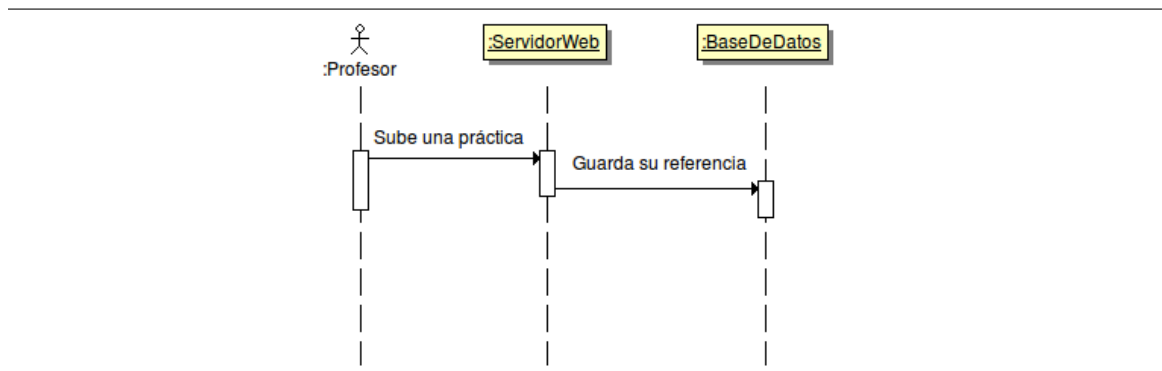 :ServidorWeb
:BaseDeDatos
:Profesor
Sube una práctica
Guarda su referencia